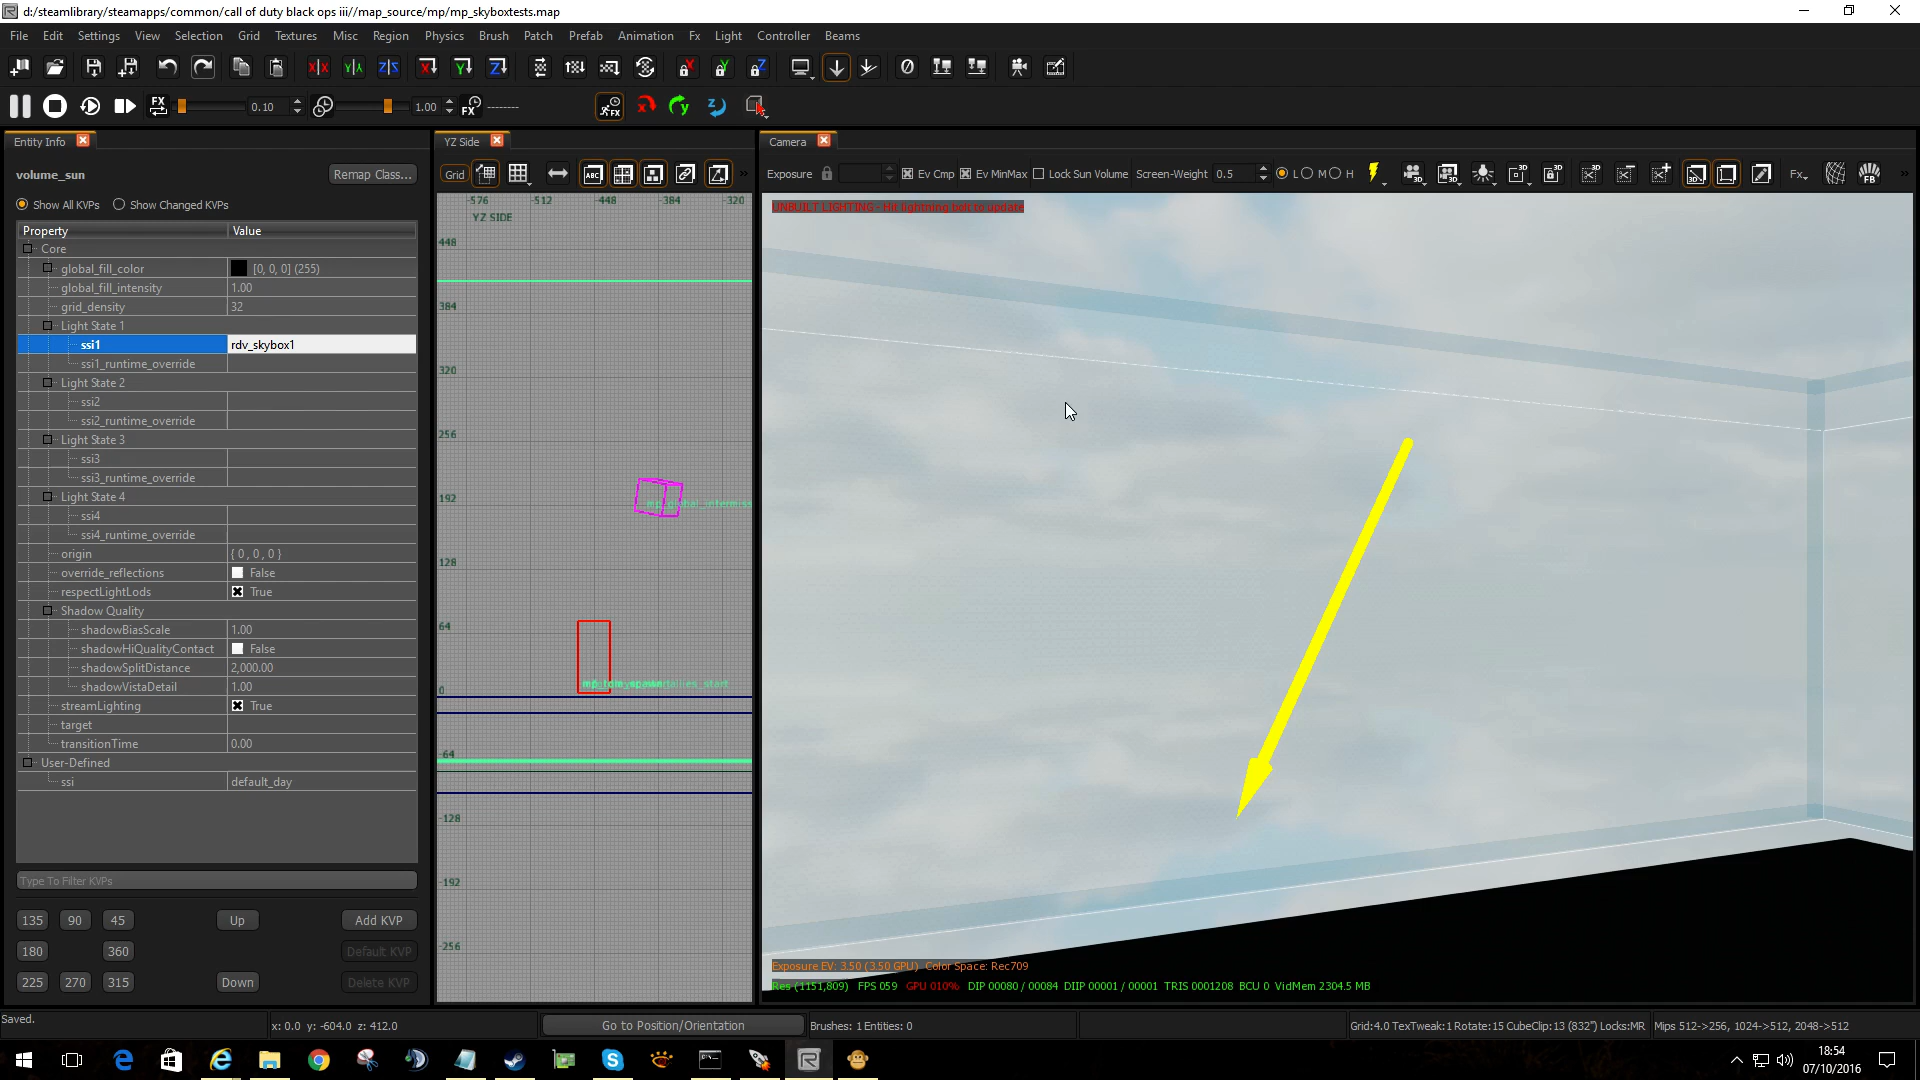 d:/steamlibrary/steamapps/common/call of duty black ops iii//map_source/mp/mp_skyboxtests.map
File Edit Settings View Selection Grid Textures Misc Region Physics Brush Patch Prefab Animation Fx Light Controller Beams
FX 0.10 1.00 FX --------
Entity Info
YZ Side
Camera
volume_sun Remap Class...
Grid
Exposure Ev Cmp Ev MinMax Lock Sun Volume Screen-Weight 0.5 L M H Fx
Show All KVPs Show Changed KVPs
Property Value
Core
global_fill_color [0, 0, 0] (255)
global_fill_intensity 1.00
grid_density 32
Light State 1
ssi1 rdv_skybox1
ssi1_runtime_override
Light State 2
ssi2
ssi2_runtime_override
Light State 3
ssi3
ssi3_runtime_override
Light State 4
ssi4
ssi4_runtime_override
origin { 0 , 0 , 0 }
override_reflections False
respectLightLods True
Shadow Quality
shadowBiasScale 1.00
shadowHiQualityContact False
shadowSplitDistance 2,000.00
shadowVistaDetail 1.00
streamLighting True
target
transitionTime 0.00
User-Defined
ssi default_day
Type To Filter KVPs
135 90 45 Up Add KVP
180 360 Default KVP
225 270 315 Down Delete KVP
-576 -512 -448 -384 -320
YZ SIDE
448
384
320
256
192
128
64
0
-64
-128
-192
-256
UNBUILT LIGHTING - Hit lightning bolt to update
Exposure EV: 3.50 (3.50 GPU) Color Space: Rec709
Res (1151,809) FPS 059 GPU 010% DIP 00080 / 00084 DIIP 00001 / 00001 TRIS 0001208 BCU 0 VidMem 2304.5 MB
Saved.
x: 0.0 y: -604.0 z: 412.0
Go to Position/Orientation
Brushes: 1 Entities: 0
Grid:4.0 TexTweak:1 Rotate:15 CubeClip:13 (832") Locks:MR
Mips 512->256, 1024->512, 2048->512
18:54
07/10/2016